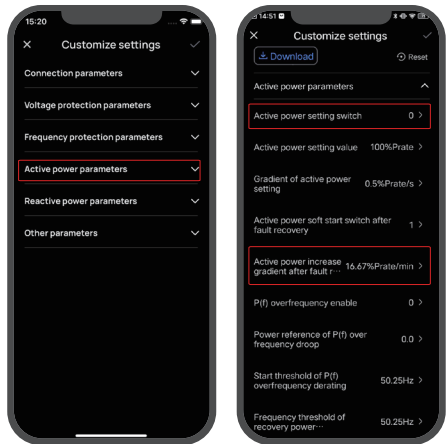 15:20
Customize settings
Connection parameters
Voltage protection parameters
Frequency protection parameters
Active power parameters
Reactive power parameters
Other parameters
14:51
Customize settings
Download
Reset
Active power parameters
Active power setting switch 0
Active power setting value 100%Prate
Gradient of active power
setting 0.5%Prate/s
Active power soft start switch after
fault recovery 1
Active power increase
gradient after fault r··· 16.67%Prate/min
P(f) overfrequency enable 0
Power reference of P(f) over
frequency droop 0.0
Start threshold of P(f)
overfrequency derating 50.25Hz
Frequency threshold of
recovery power··· 50.25Hz